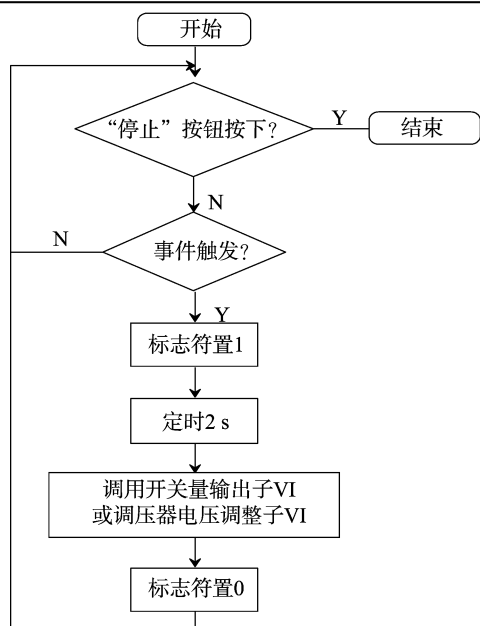 开始
“停止”按钮按下?
Y
结束
N
N
事件触发?
Y
标志符置1
定时2 s
调用开关量输出子VI
或调压器电压调整子VI
标志符置0